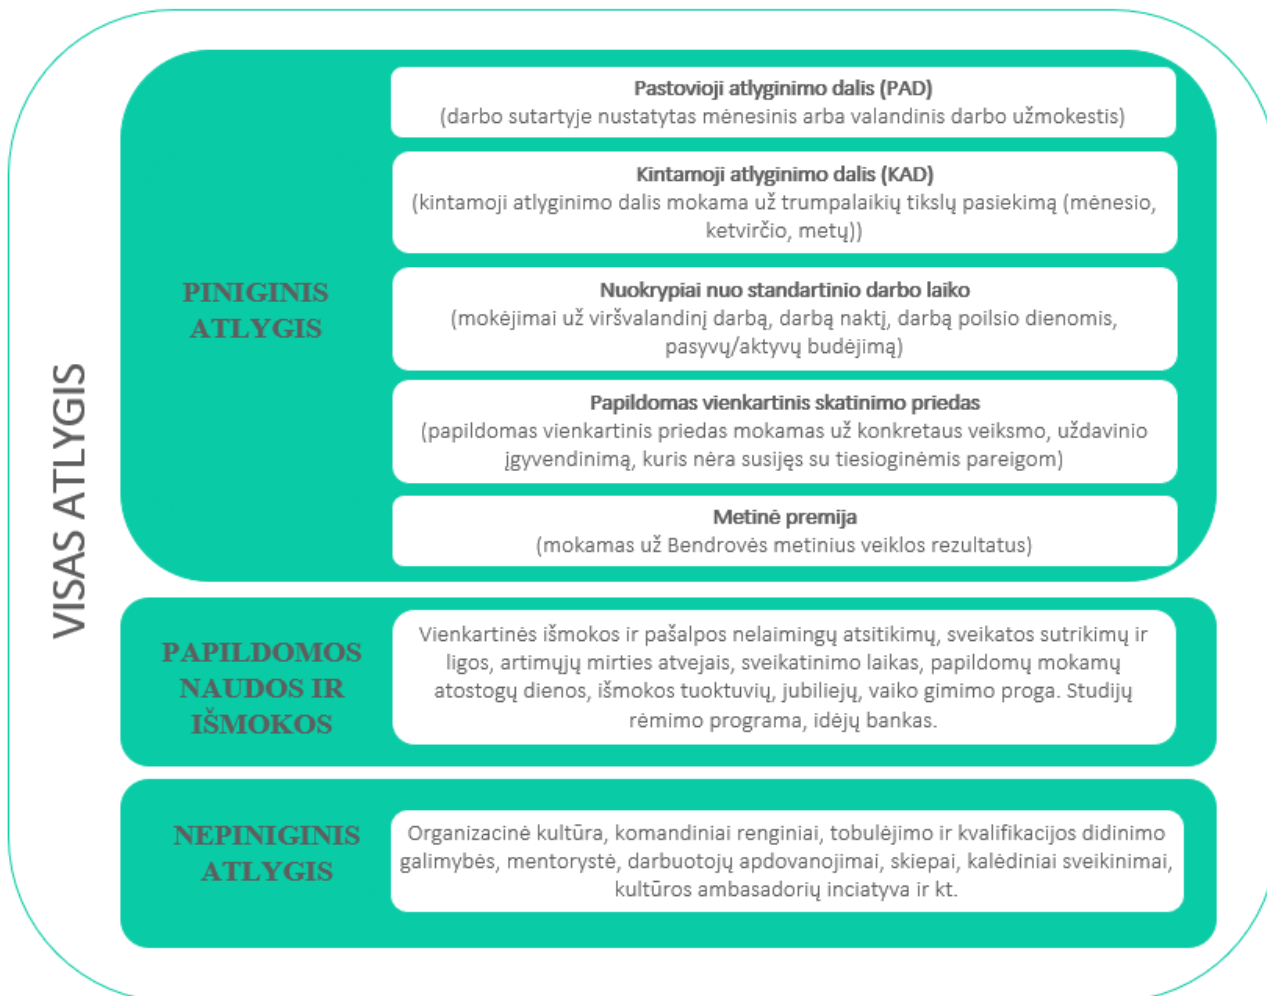 VISAS ATLYGIS
PINIGINIS
ATLYGIS
Pastovioji atlyginimo dalis (PAD)
(darbo sutartyje nustatytas mėnesinis arba valandinis darbo užmokestis)
Kintamoji atlyginimo dalis (KAD)
(kintamoji atlyginimo dalis mokama už trumpalaikių tikslų pasiekimą (mėnesio,
ketvirčio, metų))
Nuokrypiai nuo standartinio darbo laiko
(mokėjimai už viršvalandinį darbą, darbą naktį, darbą poilsio dienomis,
pasyvų/aktyvų budėjimą)
Papildomas vienkartinis skatinimo priedas
(papildomas vienkartinis priedas mokamas už konkretaus veiksmo, uždavinio
įgyvendinimą, kuris nėra susijęs su tiesioginėmis pareigom)
Metinė premija
(mokamas už Bendrovės metinius veiklos rezultatus)
PAPILDOMOS
NAUDOS IR
IŠMOKOS
Vienkartinės išmokos ir pašalpos nelaimingų atsitikimų, sveikatos sutrikimų ir
ligos, artimųjų mirties atvejais, sveikatinimo laikas, papildomų mokamų
atostogų dienos, išmokos tuoktuvių, jubiliejų, vaiko gimimo proga. Studijų
rėmimo programa, idėjų bankas.
NEPINIGINIS
ATLYGIS
Organizacinė kultūra, komandiniai renginiai, tobulėjimo ir kvalifikacijos didinimo
galimybės, mentorystė, darbuotojų apdovanojimai, skiepai, kalėdiniai sveikinimai,
kultūros ambasadorių inciatyva ir kt.